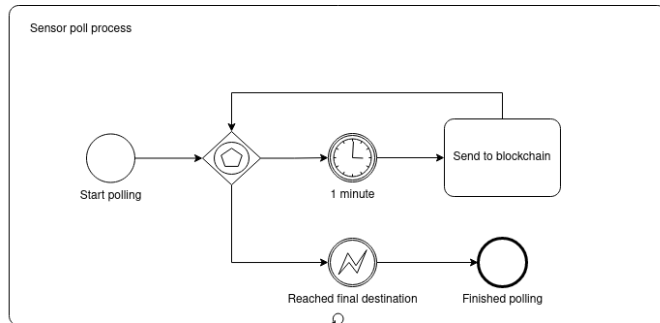 Sensor poll process
Send to blockchain
Start polling
1 minute
Reached final destination
Finished polling